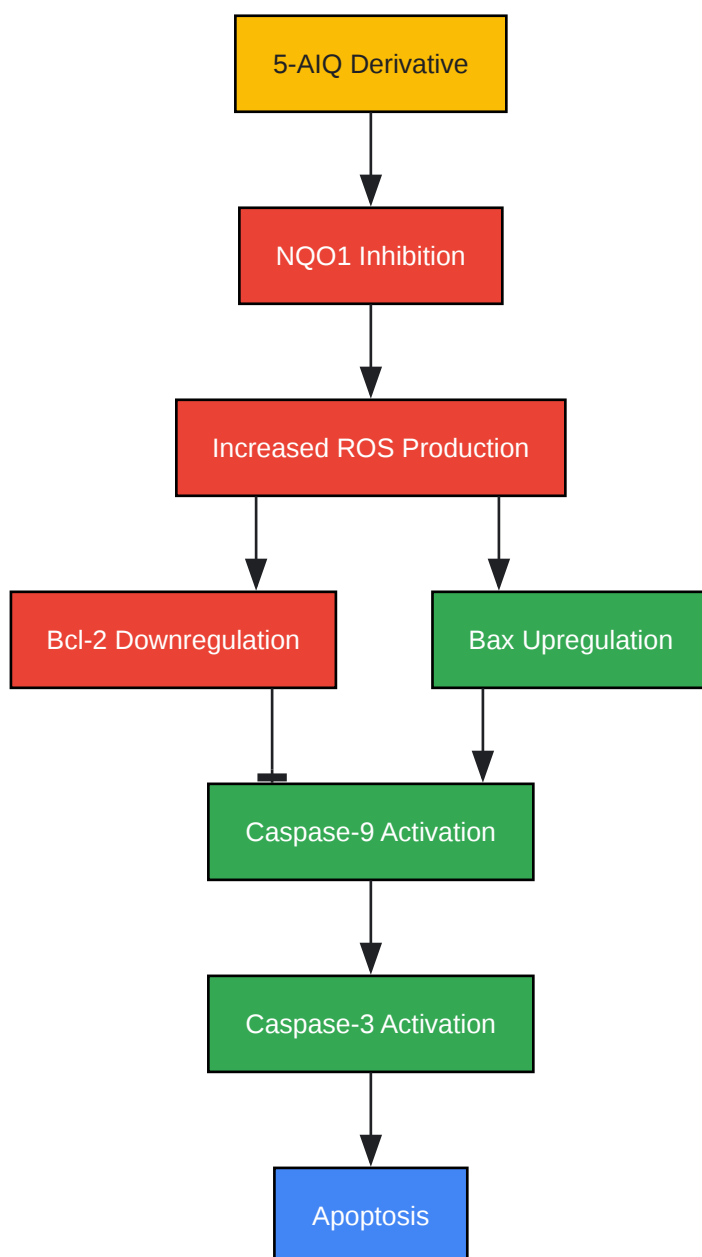 5-AIQ Derivative
NQO1 Inhibition
Increased ROS Production
Bcl-2 Downregulation
Bax Upregulation
Caspase-9 Activation
Caspase-3 Activation
Apoptosis